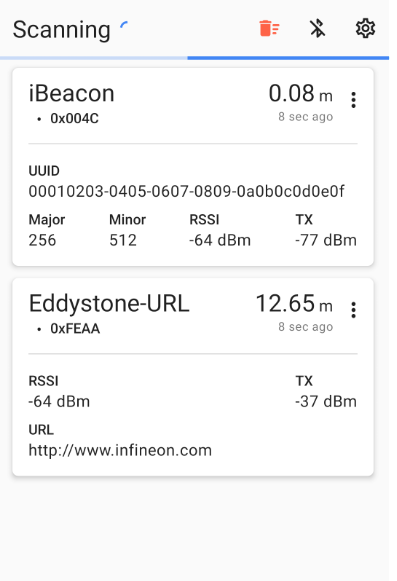 Scanning
iBeacon 0.08 m
• 0x004C 8 sec ago
UUID
00010203-0405-0607-0809-0a0b0c0d0e0f
Major Minor RSSI TX
256 512 -64 dBm -77 dBm
Eddystone-URL 12.65 m
• 0xFEAA 8 sec ago
RSSI TX
-64 dBm -37 dBm
URL
http://www.infineon.com